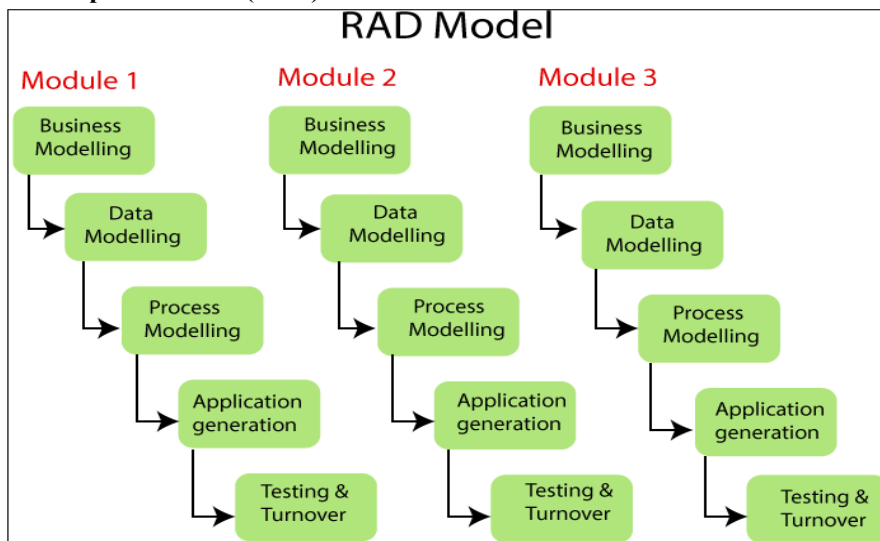 RAD Model
Module 1
Business
Modelling
Data
Modelling
Process
Modelling
Application
generation
Testing &
Turnover
Module 2
Business
Modelling
Data
Modelling
Process
Modelling
Application
generation
Testing &
Turnover
Module 3
Business
Modelling
Data
Modelling
Process
Modelling
Application
generation
Testing &
Turnover